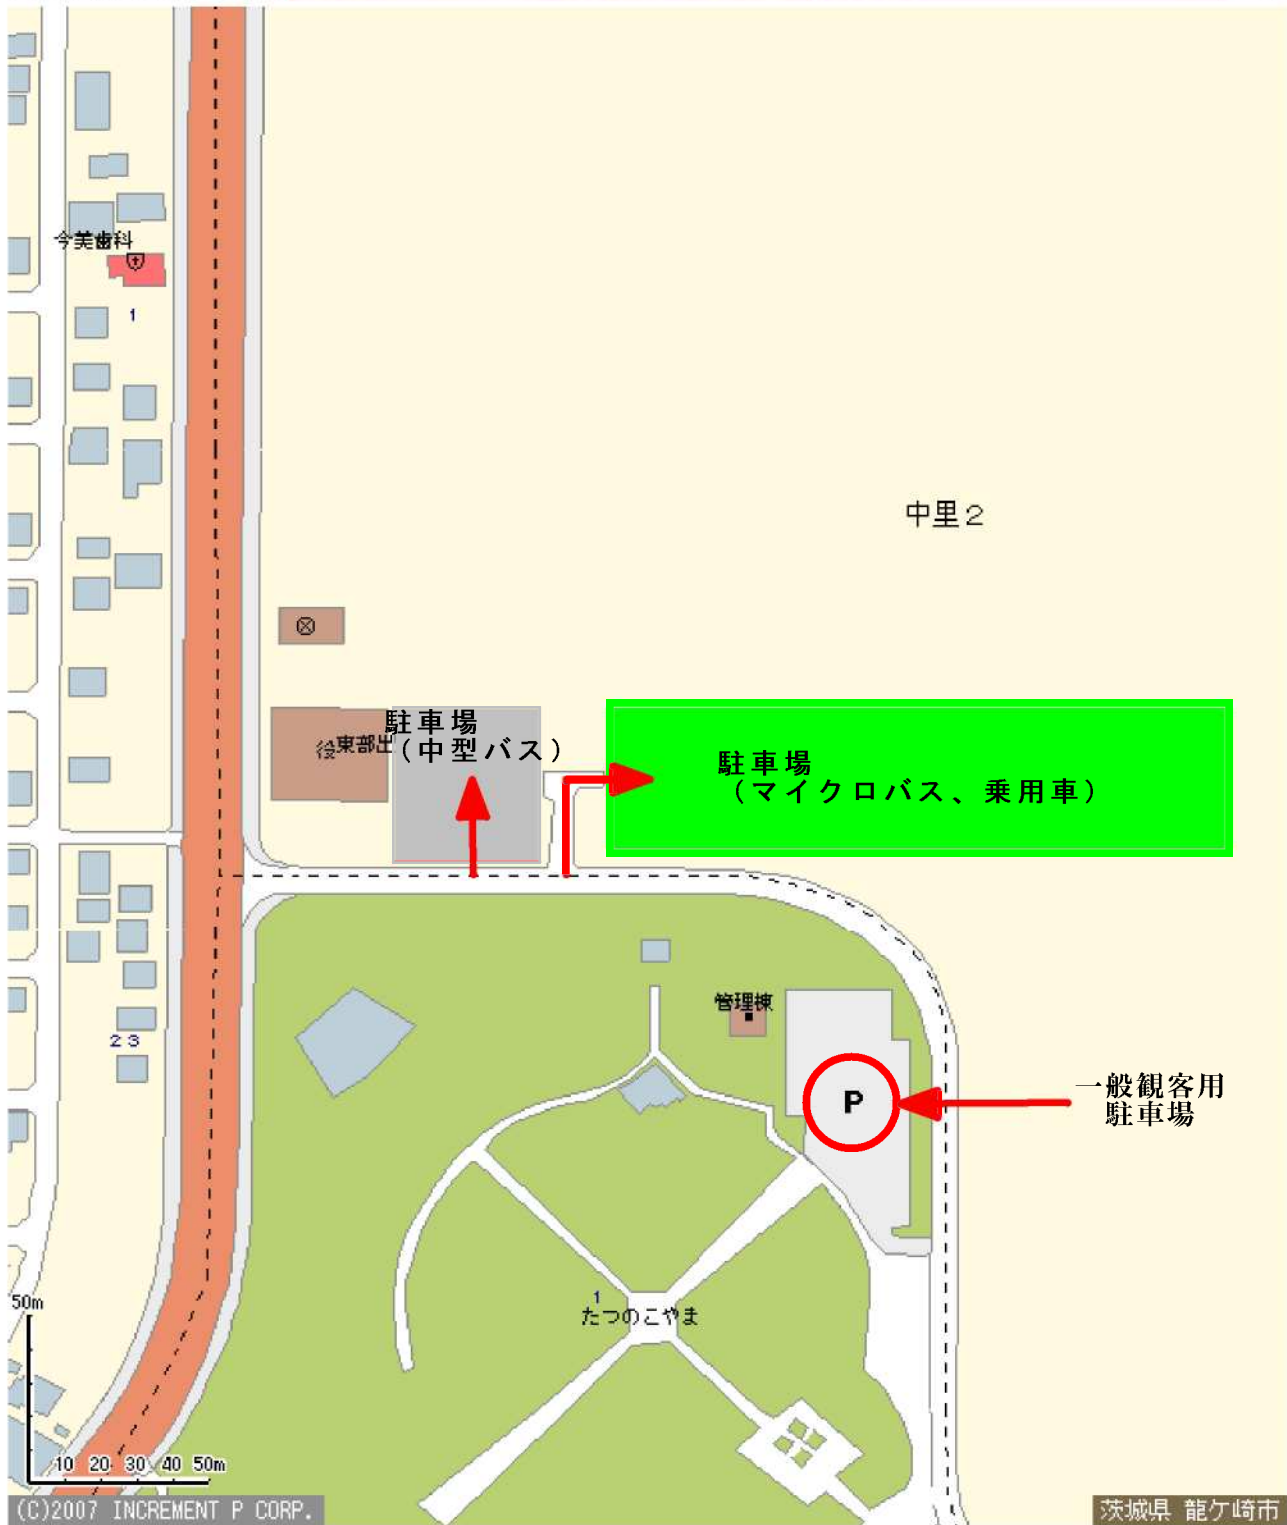 今美歯科
1
中里2
役東部出
駐車場
（中型バス）
駐車場
（マイクロバス、乗用車）
管理棟
P
一般観客用
駐車場
23
1
たつのこやま
50m
10 20 30 40 50m
(C)2007 INCREMENT P CORP.
茨城県 龍ケ崎市